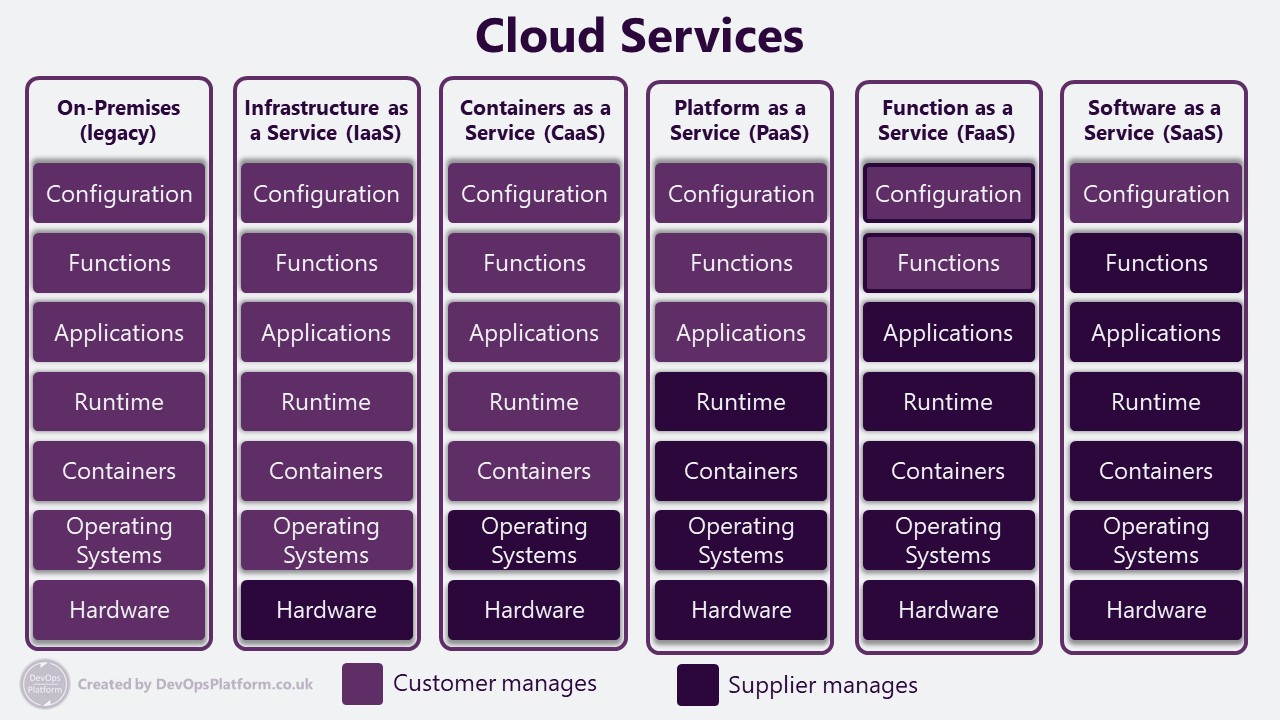 Cloud Services
On-Premises
(legacy)
Configuration
Functions
Applications
Runtime
Containers
Operating
Systems
Hardware
Infrastructure as
a Service (IaaS)
Configuration
Functions
Applications
Runtime
Containers
Operating
Systems
Hardware
Containers as a
Service (CaaS)
Configuration
Functions
Applications
Runtime
Containers
Operating
Systems
Hardware
Platform as a
Service (PaaS)
Configuration
Functions
Applications
Runtime
Containers
Operating
Systems
Hardware
Function as a
Service (FaaS)
Configuration
Functions
Applications
Runtime
Containers
Operating
Systems
Hardware
Software as a
Service (SaaS)
Configuration
Functions
Applications
Runtime
Containers
Operating
Systems
Hardware
DevOps
Platform
Created by DevOpsPlatform.co.uk
Customer manages
Supplier manages